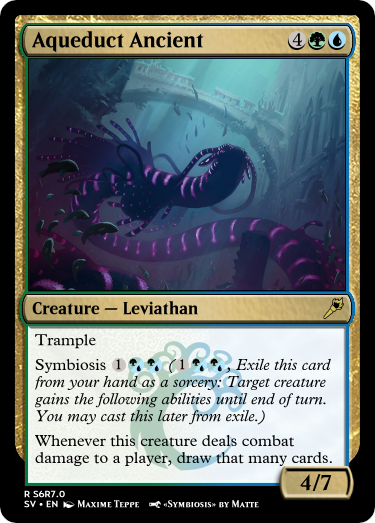 Aqueduct Ancient 4
Creature — Leviathan
Trample
Symbiosis 1 (1, Exile this card
from your hand as a sorcery: Target creature
gains the following abilities until end of turn.
You may cast this later from exile.)
Whenever this creature deals combat
damage to a player, draw that many cards.
4/7
R S6R7.0
SV • EN Maxime Teppe «Symbiosis» by Matte